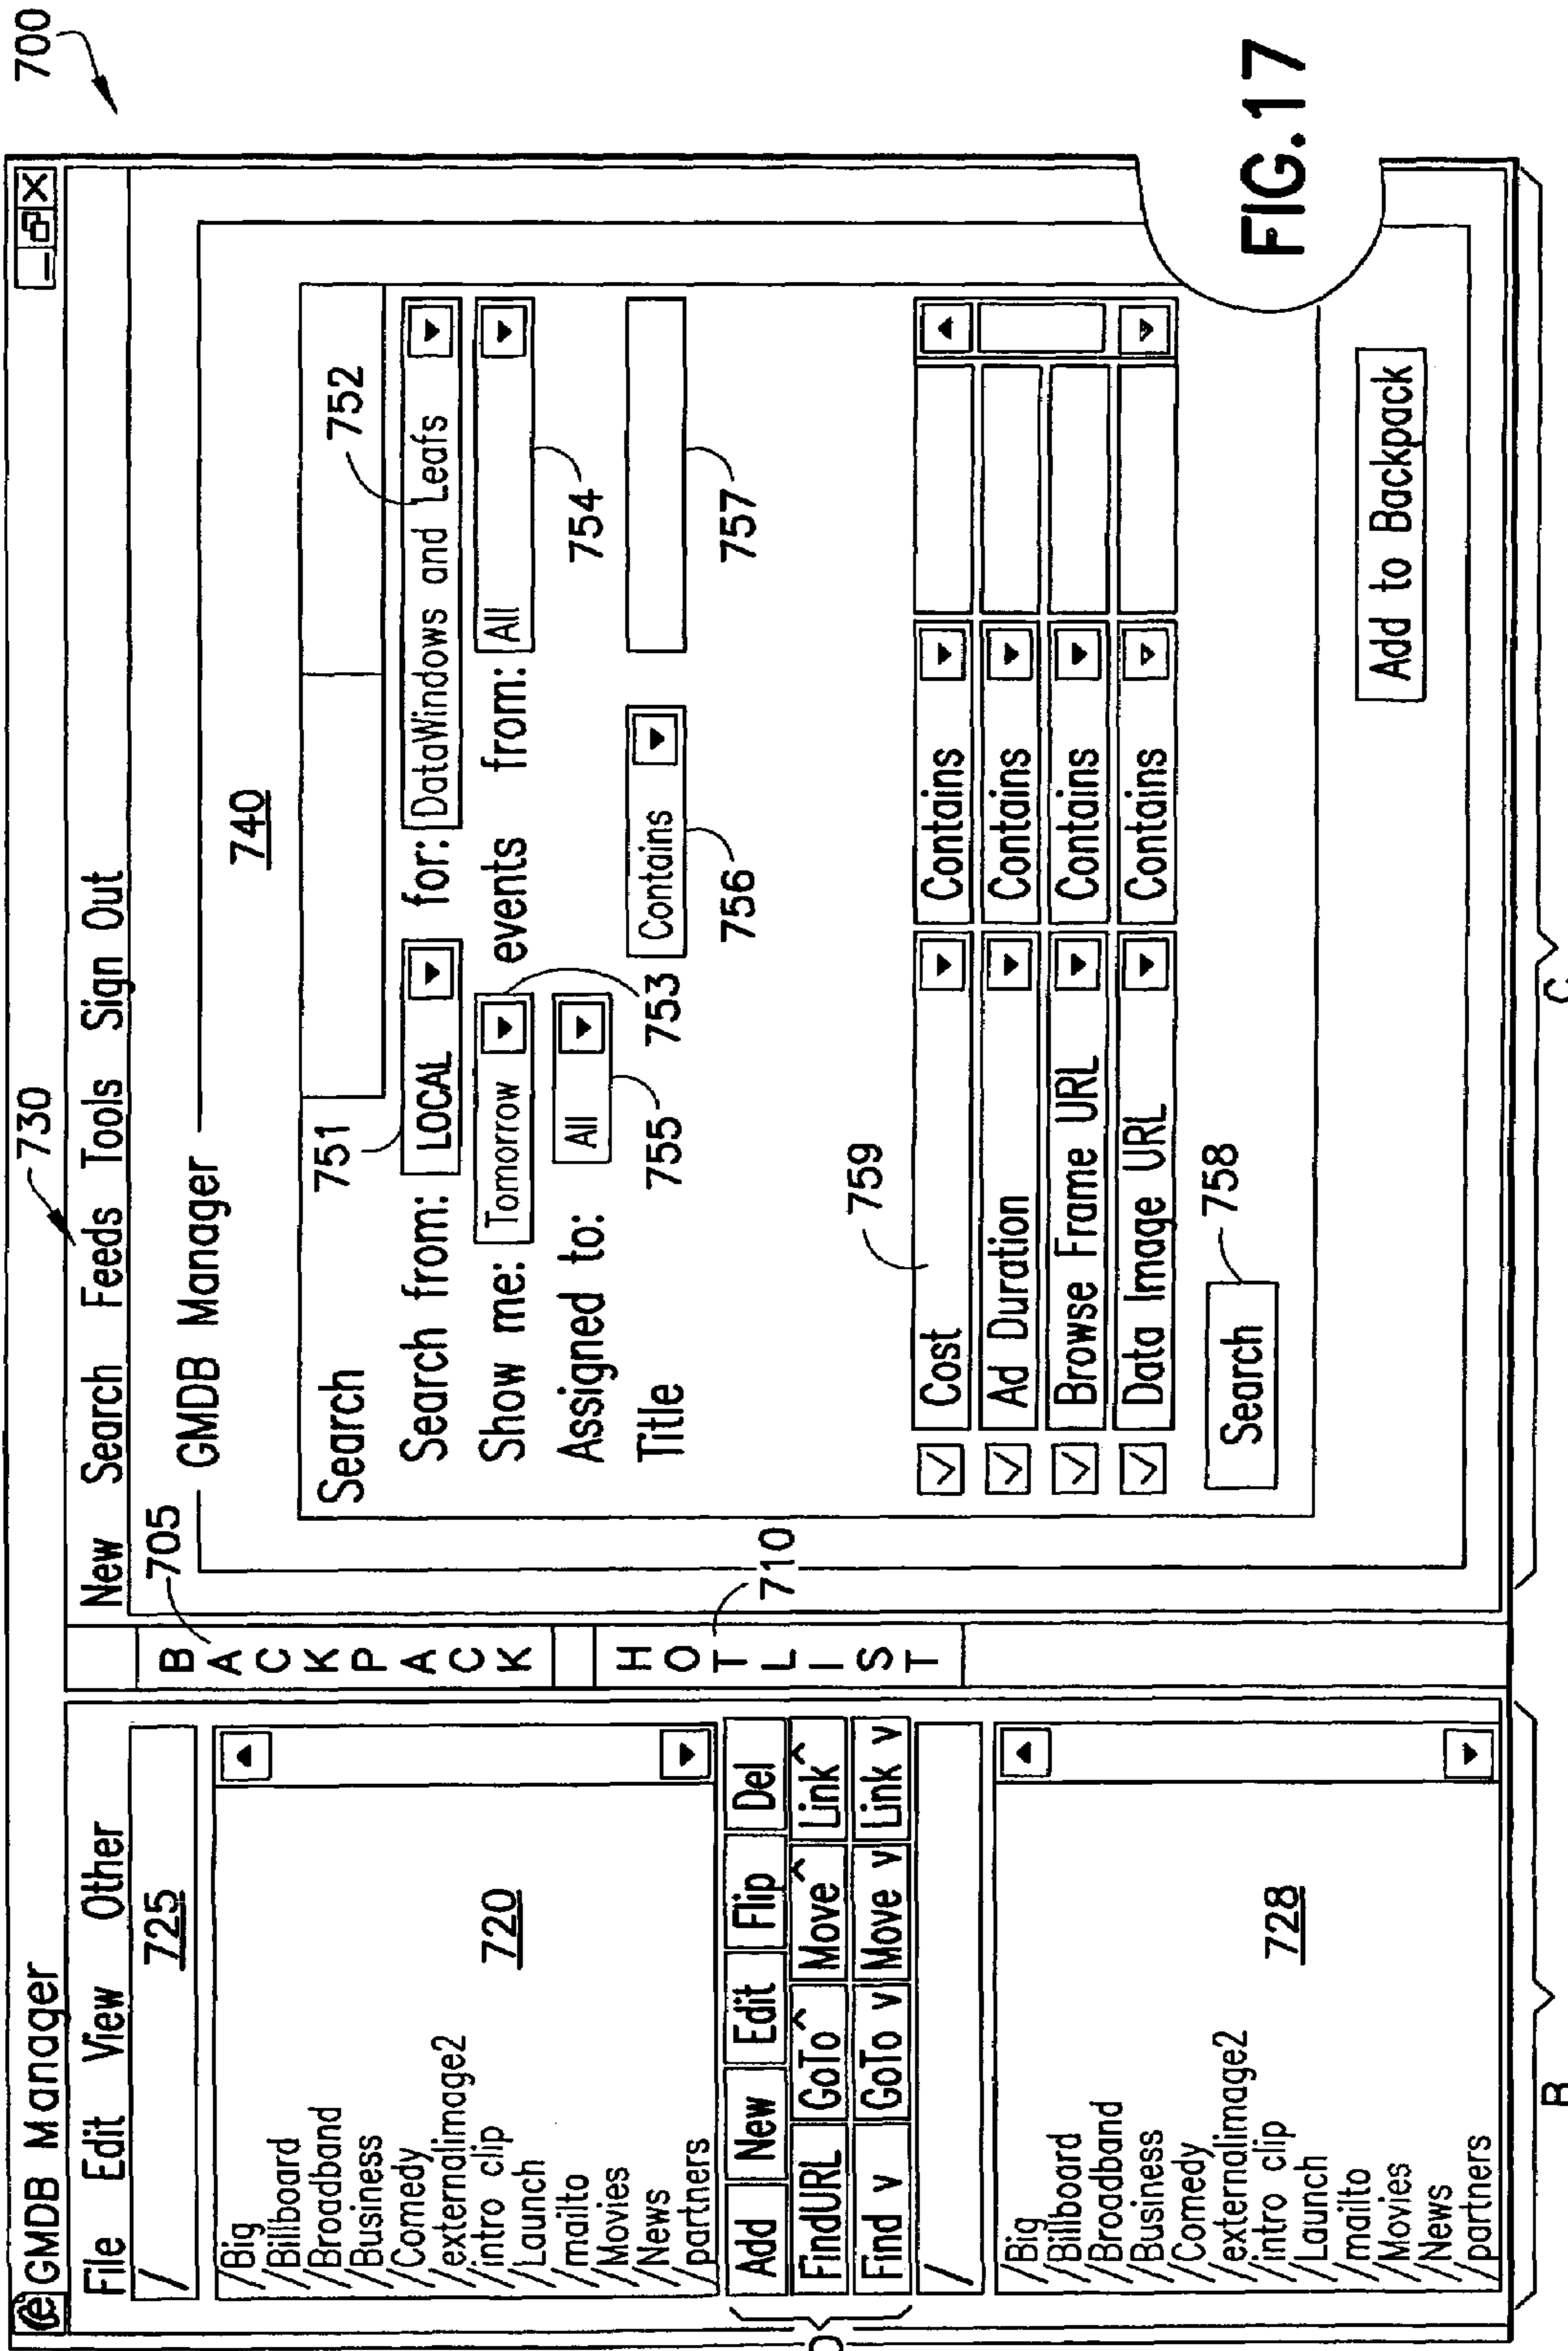 700
GMDB Manager
File Edit View Other
725
/
720
/Big
/Billboard
/Broadband
/Business
/Comedy
/externalimage2
/intro clip
/Launch
/mailto
/Movies
/News
/partners
Add New Edit Flip Del
FindURL GoTo ^ Move ^ Link ^
Find v GoTo v Move v Link v
D
/
728
/Big
/Billboard
/Broadband
/Business
/Comedy
/externalimage2
/intro clip
/Launch
/mailto
/Movies
/News
/partners
B
BACKPACK
705
HOTLIST
710
730
New Search Feeds Tools Sign Out
GMDB Manager
740
Search
751
752
Search from: LOCAL for: DataWindows and Leafs
Show me: Tomorrow events from: All
753
754
Assigned to: All
755
Title Contains
756
757
759
Cost Contains
Ad Duration Contains
Browse Frame URL Contains
Data Image URL Contains
Search
758
Add to Backpack
C
FIG.17